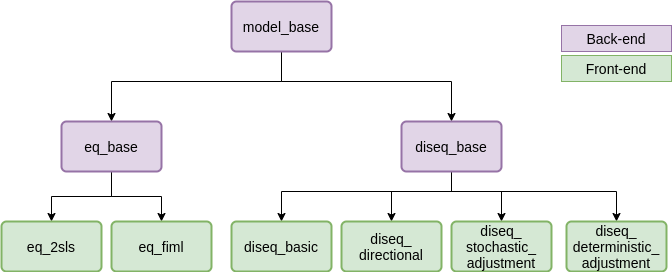 model_base
Back-end
Front-end
eq_base
diseq_base
eq_2sls
eq_fiml
diseq_basic
diseq_
directional
diseq_
stochastic_
adjustment
diseq_
deterministic_
adjustment